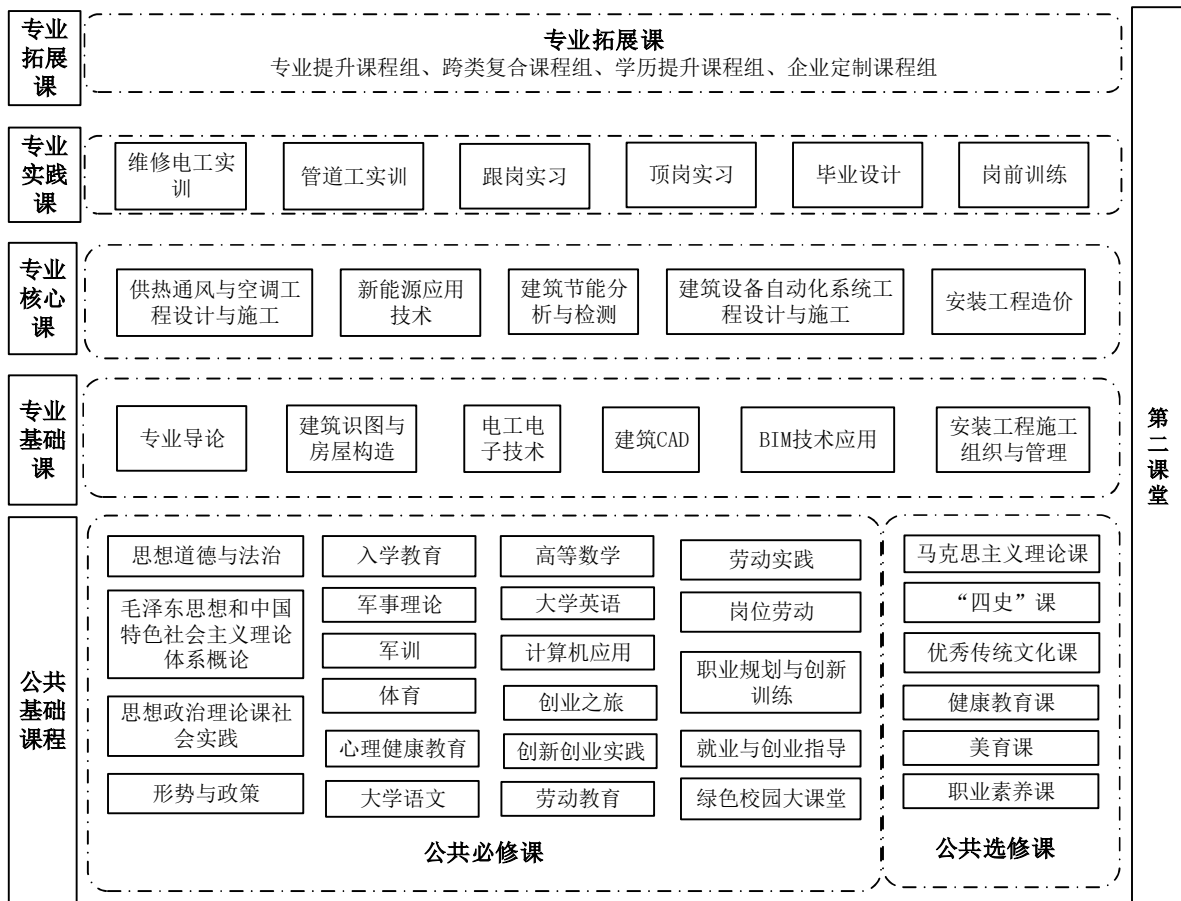 专业
拓展
课
专业拓展课
专业提升课程组、跨类复合课程组、学历提升课程组、企业定制课程组
专业
实践
课
维修电工实
训
管道工实训
跟岗实习
顶岗实习
毕业设计
岗前训练
专业
核心
课
供热通风与空调工
程设计与施工
新能源应用
技术
建筑节能分
析与检测
建筑设备自动化系统工
程设计与施工
安装工程造价
专业
基础
课
专业导论
建筑识图与
房屋构造
电工电
子技术
建筑CAD
BIM技术应用
安装工程施工
组织与管理
公共
基础
课程
思想道德与法治
毛泽东思想和中国
特色社会主义理论
体系概论
思想政治理论课社
会实践
形势与政策
入学教育
军事理论
军训
体育
心理健康教育
大学语文
高等数学
大学英语
计算机应用
创业之旅
创新创业实践
劳动教育
劳动实践
岗位劳动
职业规划与创新
训练
就业与创业指导
绿色校园大课堂
公共必修课
马克思主义理论课
“四史”课
优秀传统文化课
健康教育课
美育课
职业素养课
公共选修课
第
二
课
堂